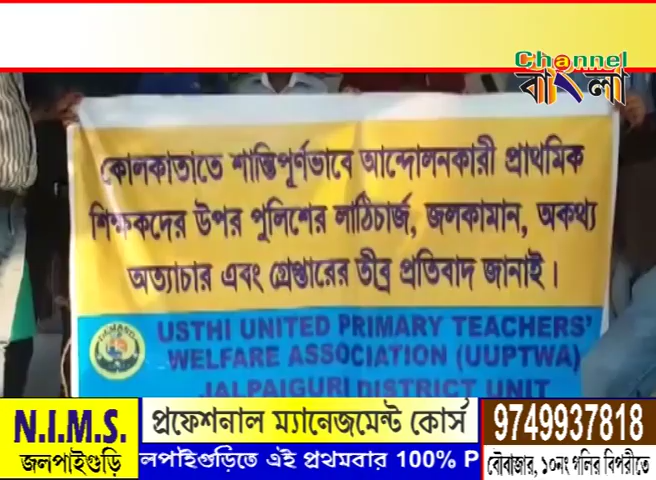 Channel
বাংলা
কোলকাতাতে শান্তিপূর্ণভাবে আন্দোলনকারী প্রাথমিক
শিক্ষকদের উপর পুলিশের লাঠিচার্জ, জলকামান, অকথ্য
অত্যাচার এবং গ্রেপ্তারের তীব্র প্রতিবাদ জানাই।
USTHI UNITED PRIMARY TEACHERS'
WELFARE ASSOCIATION (UUPTWA)
JALPAIGURI DISTRICT UNIT
N.I.M.S.
জলপাইগুড়ি
প্রফেশনাল ম্যানেজমেন্ট কোর্স
লপাইগুড়িতে এই প্রথমবার 100% P
9749937818
বৌবাজার, ১০নং গলির বিপরীতে